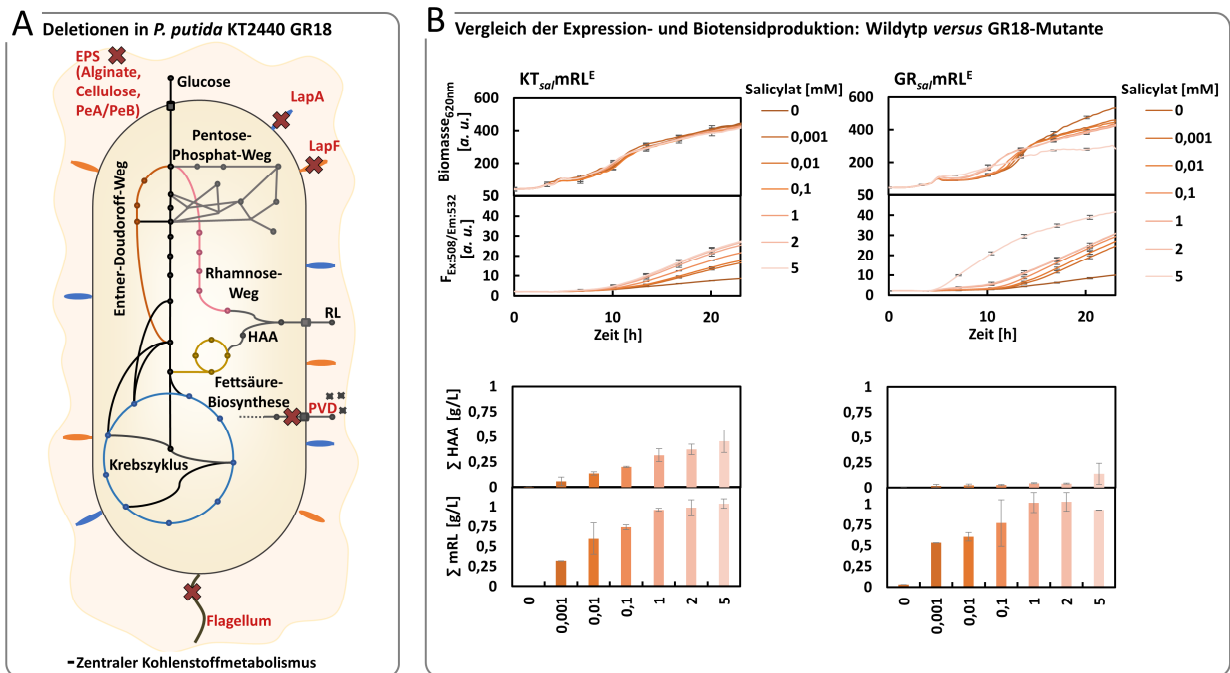 A Deletionen in P. putida KT2440 GR18
EPS
(Alginate,
Cellulose,
PeA/PeB)
Glucose
LapA
LapF
Pentose-
Phosphat-Weg
Entner-Doudoroff-Weg
Rhamnose-
Weg
RL
HAA
Fettsäure-
Biosynthese
PVD
Krebszyklus
Flagellum
Zentraler Kohlenstoffmetabolismus
B Vergleich der Expression- und Biotensidproduktion: Wildytp versus GR18-Mutante
KTsalmRLE
Salicylat [mM]
Biomasse620nm
[a. u.]
600
400
200
50
FEx:508/Em:532
[a. u.]
40
30
20
10
0
0
10
20
Zeit [h]
0
0,001
0,01
0,1
1
2
5
GRsalmRLE
Salicylat [mM]
600
400
200
50
40
30
20
10
0
0
10
20
Zeit [h]
0
0,001
0,01
0,1
1
2
5
∑ HAA [g/L]
1
0,75
0,5
0,25
0
∑ mRL [g/L]
1
0,75
0,5
0,25
0
0
0,001
0,01
0,1
1
2
5
1
0,75
0,5
0,25
0
1
0,75
0,5
0,25
0
0
0,001
0,01
0,1
1
2
5